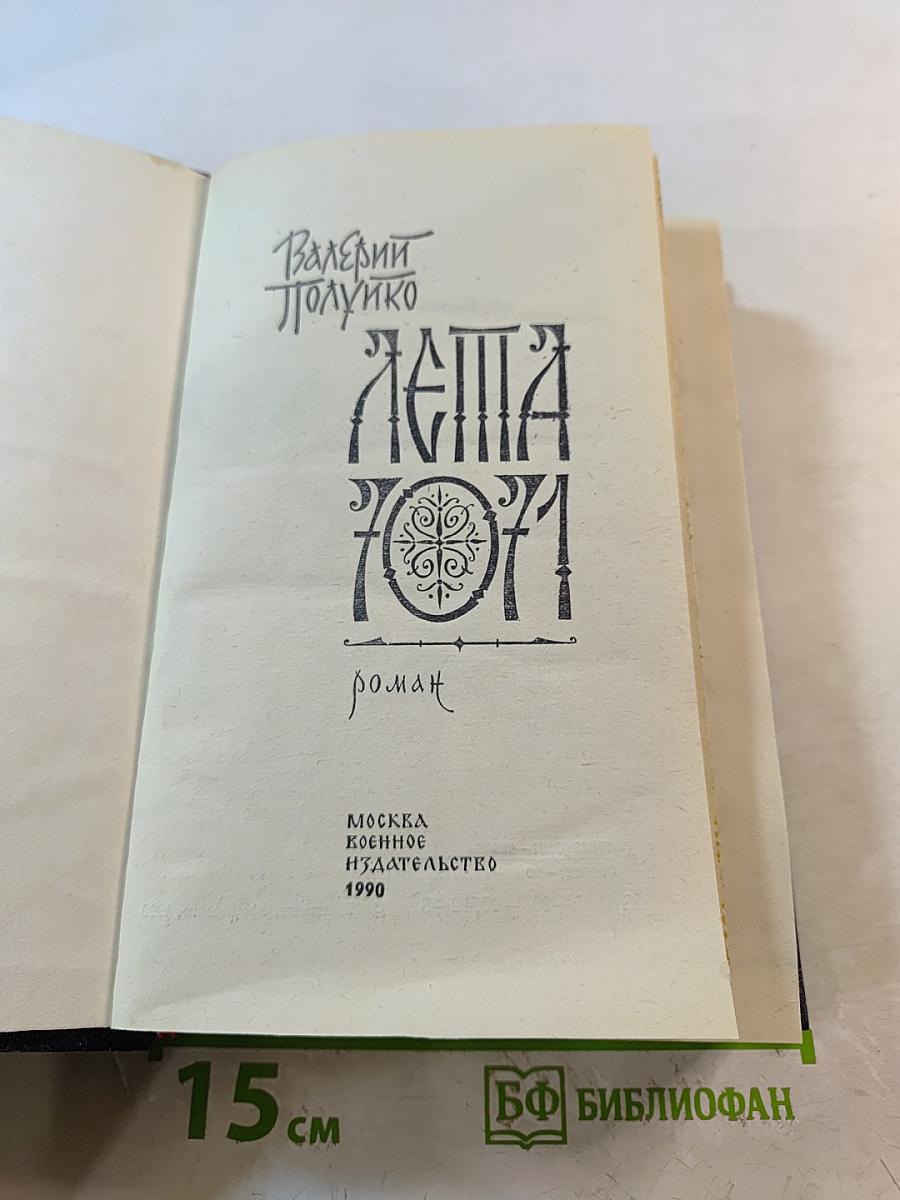 Валерий
Полуйко
ЛЕТА
7071
роман
МОСКВА
ВОЕННОЕ
ИЗДАТЕЛЬСТВО
1990
15 см
БФ БИБЛИОФАН